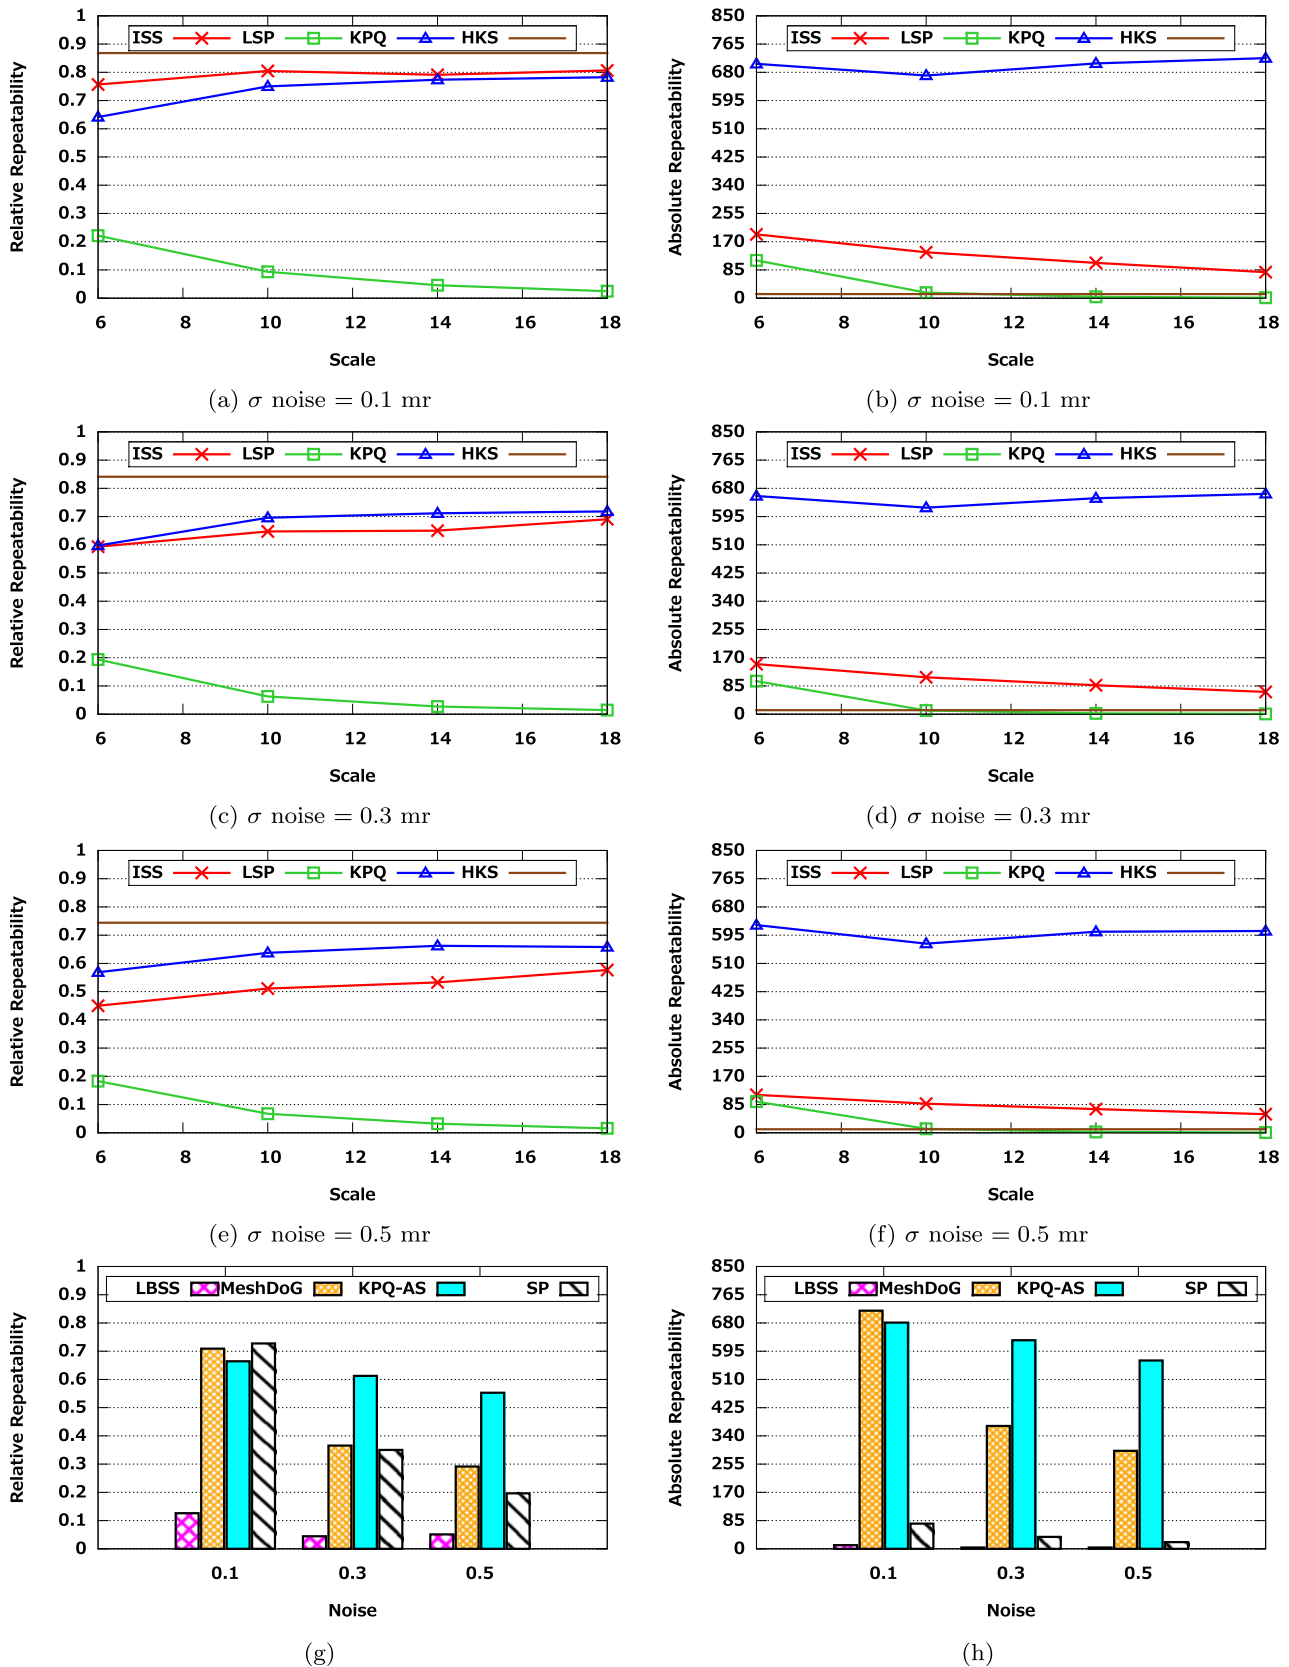 1
0.9
0.8
0.7
0.6
0.5
0.4
0.3
0.2
0.1
0
Relative Repeatability
ISS LSP KPQ HKS
6 8 10 12 14 16 18
Scale
(a) σ noise = 0.1 mr
850
765
680
595
510
425
340
255
170
85
0
Absolute Repeatability
ISS LSP KPQ HKS
6 8 10 12 14 16 18
Scale
(b) σ noise = 0.1 mr
1
0.9
0.8
0.7
0.6
0.5
0.4
0.3
0.2
0.1
0
Relative Repeatability
ISS LSP KPQ HKS
6 8 10 12 14 16 18
Scale
(c) σ noise = 0.3 mr
850
765
680
595
510
425
340
255
170
85
0
Absolute Repeatability
ISS LSP KPQ HKS
6 8 10 12 14 16 18
Scale
(d) σ noise = 0.3 mr
1
0.9
0.8
0.7
0.6
0.5
0.4
0.3
0.2
0.1
0
Relative Repeatability
ISS LSP KPQ HKS
6 8 10 12 14 16 18
Scale
(e) σ noise = 0.5 mr
850
765
680
595
510
425
340
255
170
85
0
Absolute Repeatability
ISS LSP KPQ HKS
6 8 10 12 14 16 18
Scale
(f) σ noise = 0.5 mr
1
0.9
0.8
0.7
0.6
0.5
0.4
0.3
0.2
0.1
0
Relative Repeatability
LBSS MeshDoG KPQ-AS SP
0.1 0.3 0.5
Noise
(g)
850
765
680
595
510
425
340
255
170
85
0
Absolute Repeatability
LBSS MeshDoG KPQ-AS SP
0.1 0.3 0.5
Noise
(h)